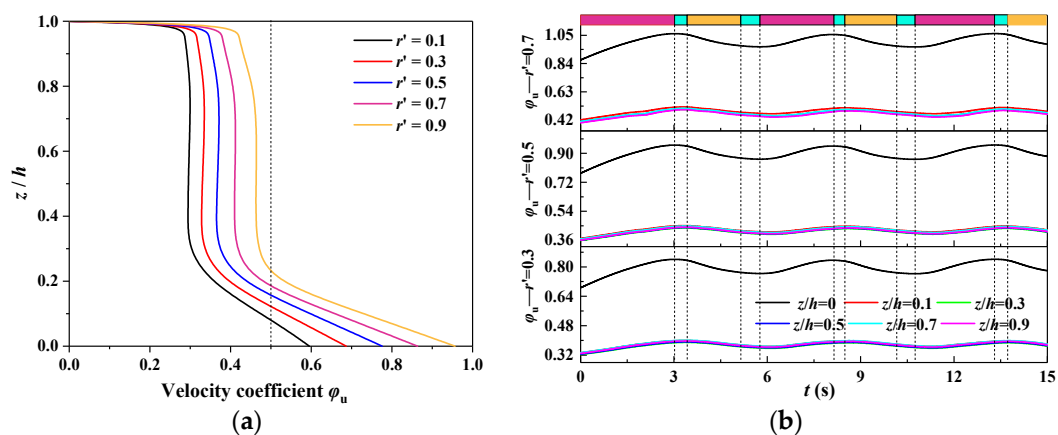 1.0
0.8
0.6
0.4
0.2
0.0
z / h
r' = 0.1
r' = 0.3
r' = 0.5
r' = 0.7
r' = 0.9
0.0 0.2 0.4 0.6 0.8 1.0
Velocity coefficient φu
(a)
φu—r'=0.7
1.05
0.84
0.63
0.42
φu—r'=0.5
0.90
0.72
0.54
0.36
φu—r'=0.3
0.80
0.64
0.48
0.32
z/h=0 z/h=0.1 z/h=0.3
z/h=0.5 z/h=0.7 z/h=0.9
0 3 6 9 12 15
t (s)
(b)